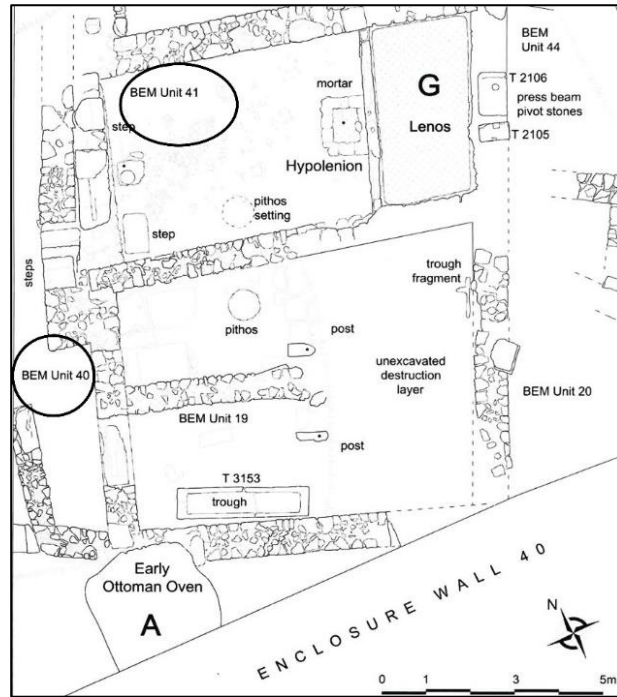 BEM
Unit 44
BEM Unit 41
mortar
G
T 2106
step
press beam
pivot stones
Lenos
T 2105
Hypolenion
pithos
setting
step
steps
trough
fragment
pithos
post
unexcavated
destruction
layer
BEM Unit 40
BEM Unit 20
BEM Unit 19
post
T 3153
trough
Early
Ottoman Oven
A
ENCLOSURE WALL 40
N
0 1 3 5m